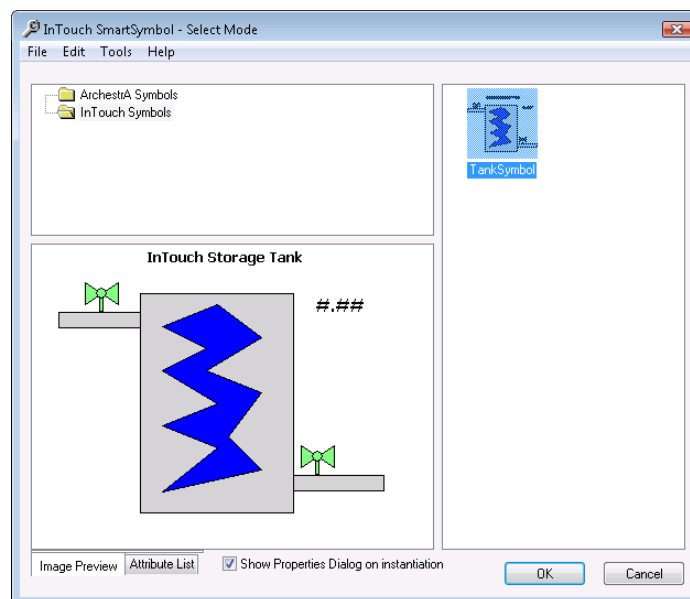 InTouch SmartSymbol - Select Mode
File Edit Tools Help
ArchestrA Symbols
InTouch Symbols
TankSymbol
InTouch Storage Tank
#.##
Image Preview Attribute List Show Properties Dialog on instantiation
OK Cancel